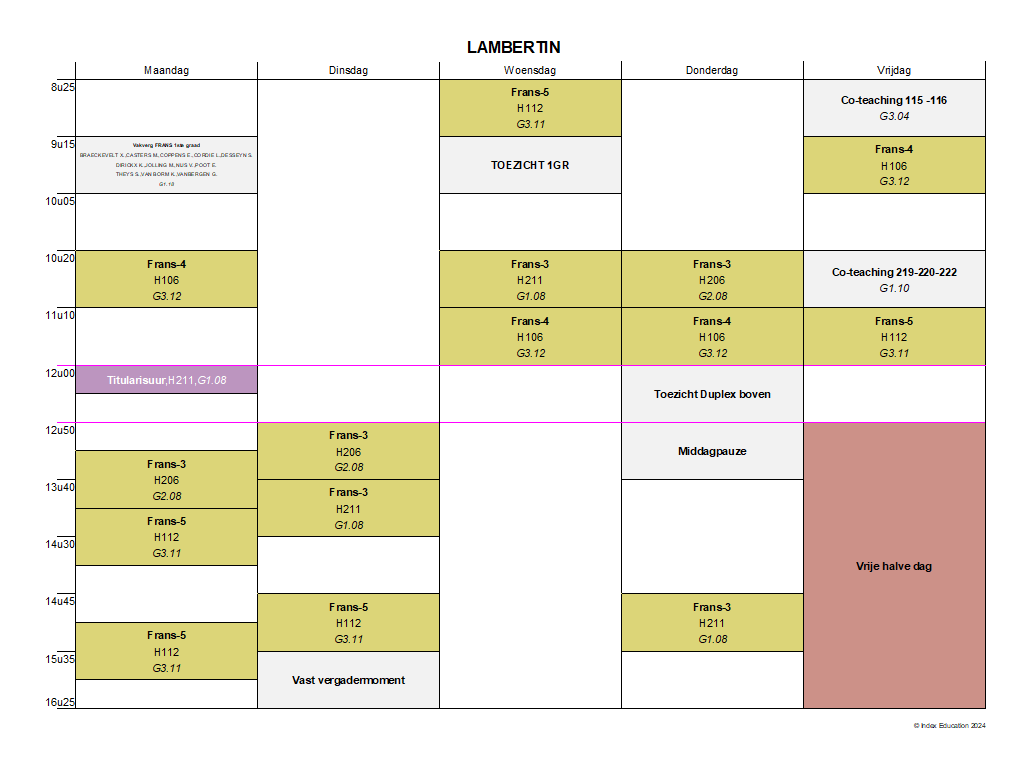 LAMBERTIN
Maandag Dinsdag Woensdag Donderdag Vrijdag
8u25
9u15
10u05
10u20
11u10
12u00
12u50
13u40
14u30
14u45
15u35
16u25
Vakverg FRANS 1ste graad
BRAECKEVELT X.,CASTERS M.,COPPENS E.,CORDIE I.,DESSEYN S.
DIRICKX K.,JOLLING M.,NIJS V.,POOT E.
THEYS S.,VAN BORM K.,VANBERGEN G.
G1.10
Frans-4
H106
G3.12
Titularisuur,H211,G1.08
Frans-3
H206
G2.08
Frans-5
H112
G3.11
Frans-5
H112
G3.11
Frans-3
H206
G2.08
Frans-3
H211
G1.08
Frans-5
H112
G3.11
Vast vergadermoment
Frans-5
H112
G3.11
TOEZICHT 1GR
Frans-3
H211
G1.08
Frans-4
H106
G3.12
Frans-3
H206
G2.08
Frans-4
H106
G3.12
Toezicht Duplex boven
Middagpauze
Frans-3
H211
G1.08
Co-teaching 115 -116
G3.04
Frans-4
H106
G3.12
Co-teaching 219-220-222
G1.10
Frans-5
H112
G3.11
Vrije halve dag
© Index Education 2024